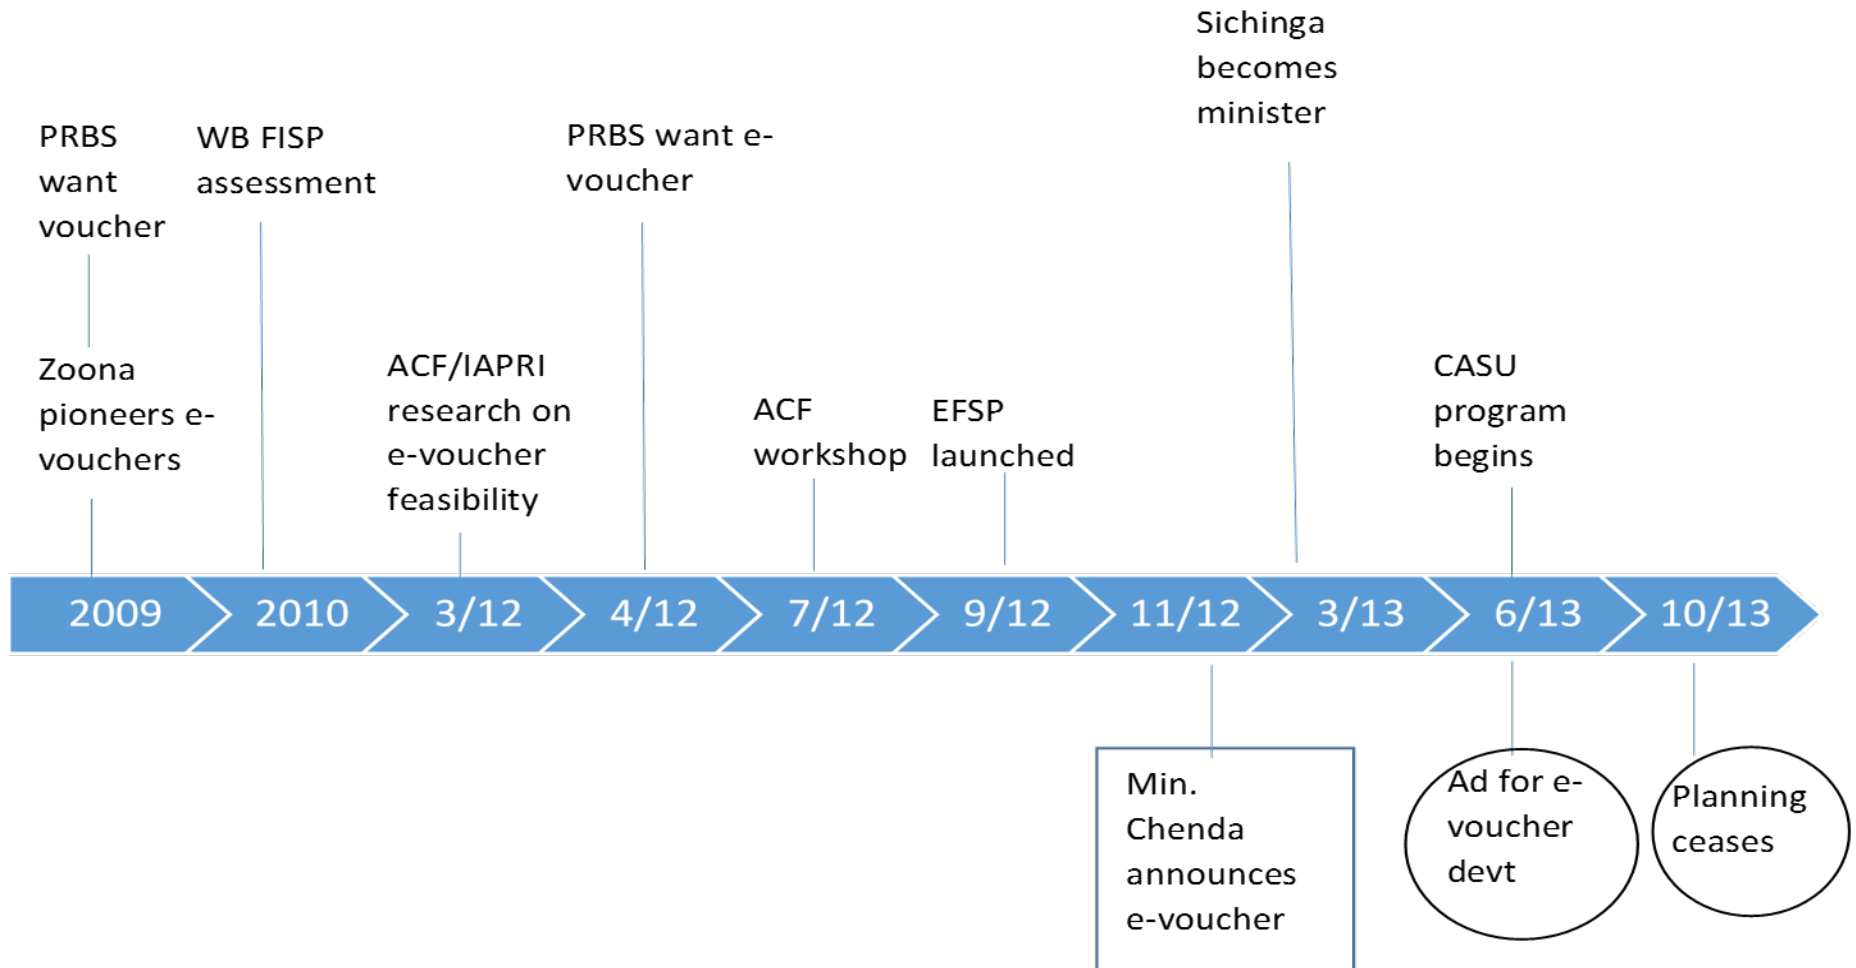 PRBS
want
voucher
WB FISP
assessment
PRBS want e-
voucher
Sichinga
becomes
minister
Zoona
pioneers e-
vouchers
ACF/IAPRI
research on
e-voucher
feasibility
ACF
workshop
EFSP
launched
CASU
program
begins
2009
2010
3/12
4/12
7/12
9/12
11/12
3/13
6/13
10/13
Min.
Chenda
announces
e-voucher
Ad for e-
voucher
devt
Planning
ceases